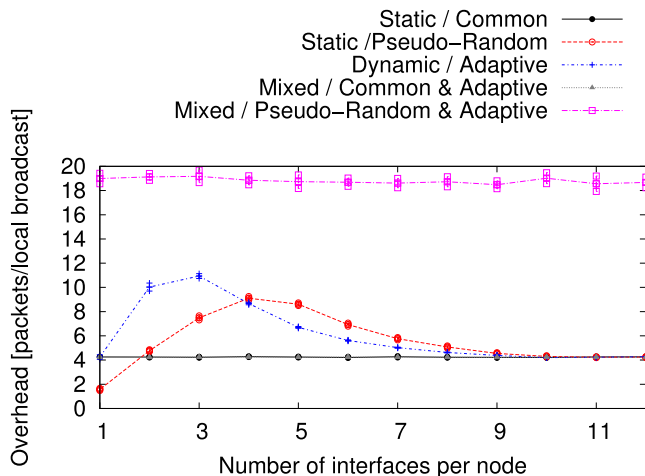 Static / Common
Static /Pseudo-Random
Dynamic / Adaptive
Mixed / Common & Adaptive
Mixed / Pseudo-Random & Adaptive
Overhead [packets/local broadcast]
20
18
16
14
12
10
8
6
4
2
0
1 3 5 7 9 11
Number of interfaces per node